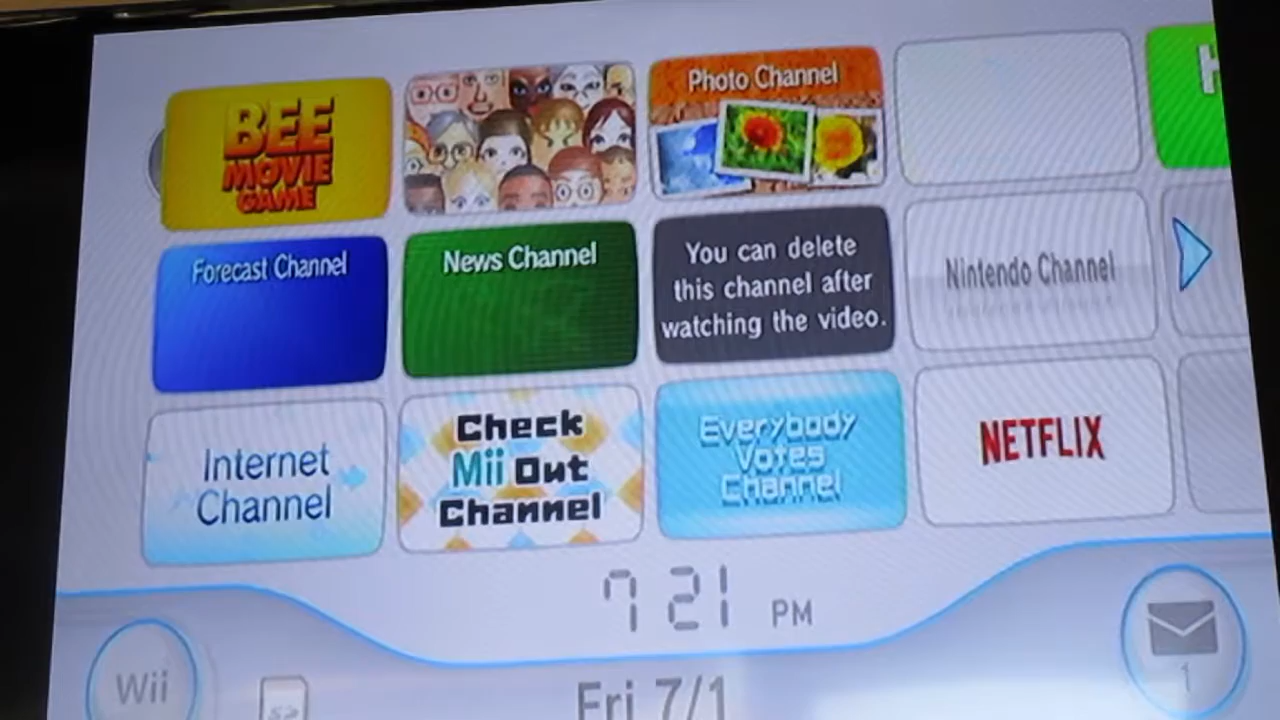 BEE
MOVIE
GAME
Photo Channel
H
Forecast Channel
News Channel
You can delete
this channel after
watching the video.
Nintendo Channel
Internet
Channel
Check
Mii Out
Channel
Everybody
Votes
Channel
NETFLIX
7 21 PM
Wii
1
Fri 7/1